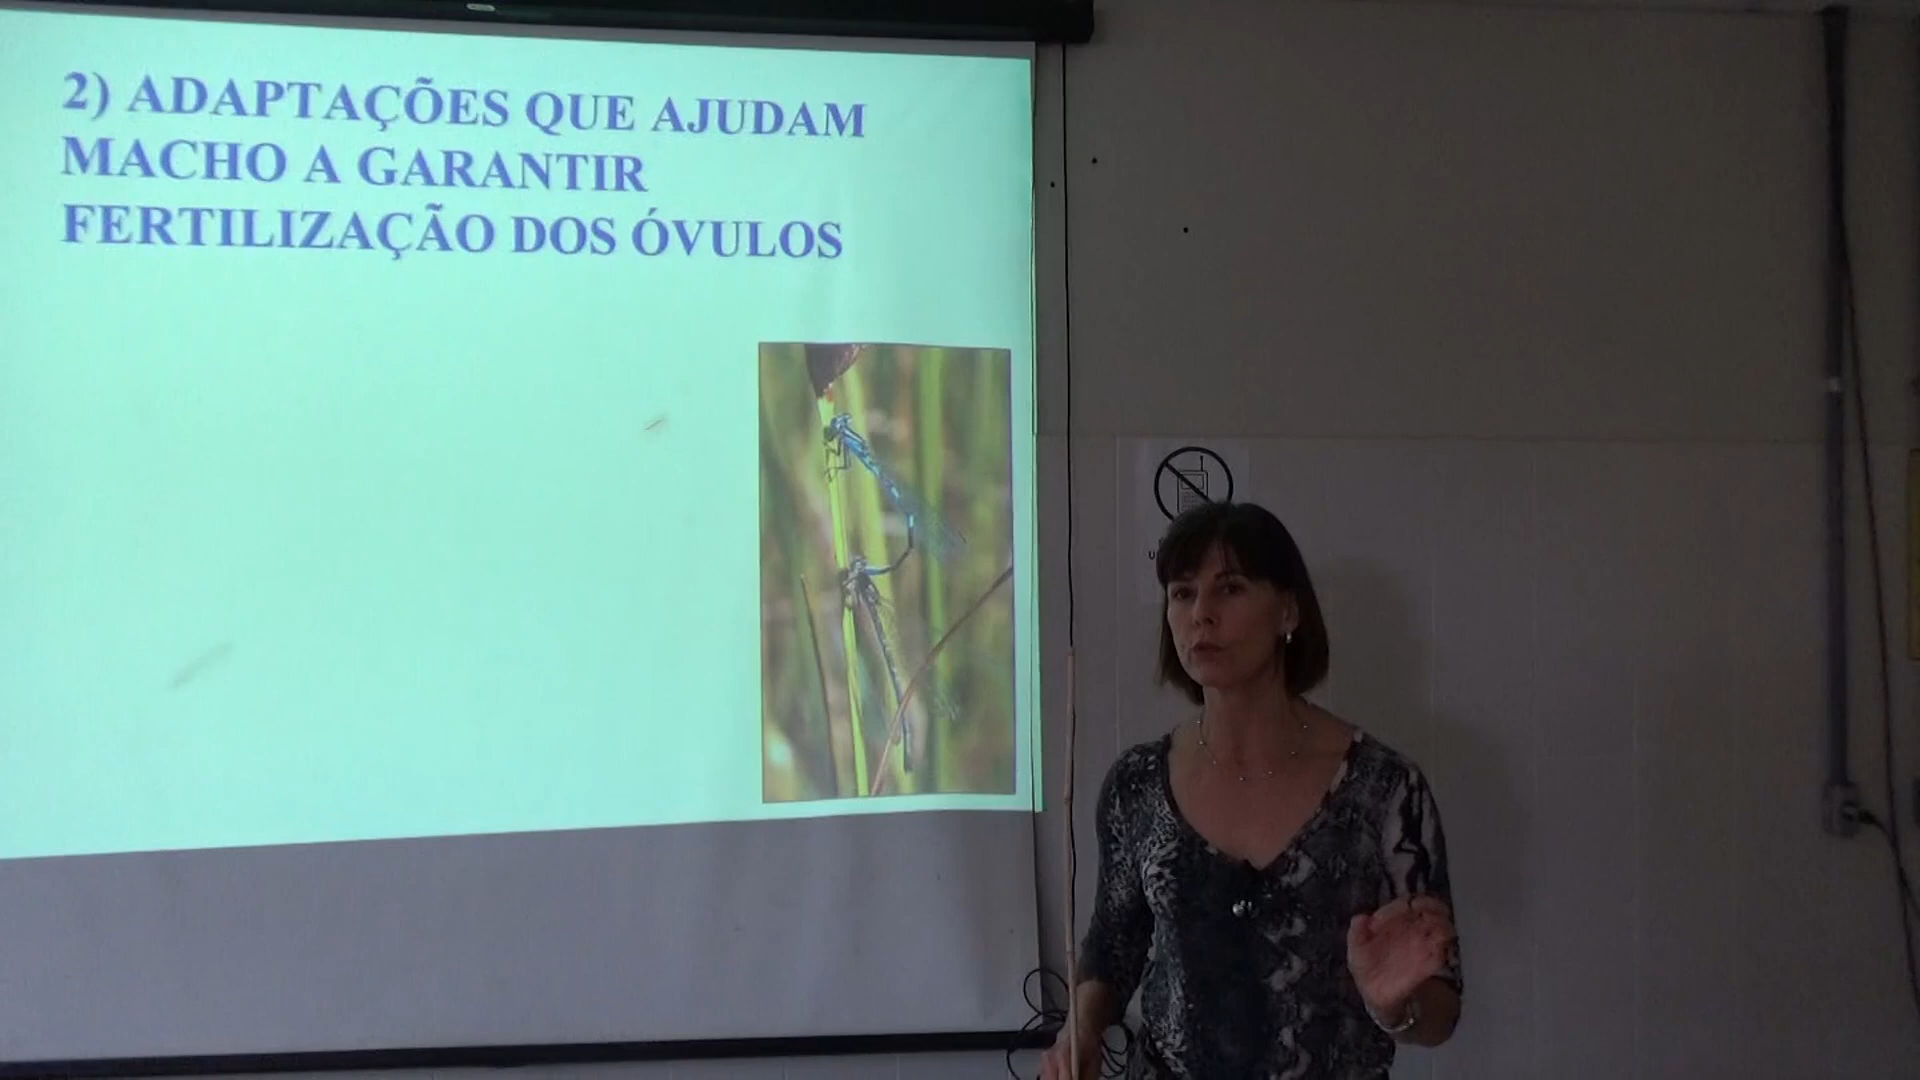 2) ADAPTAÇÕES QUE AJUDAM
MACHO A GARANTIR
FERTILIZAÇÃO DOS ÓVULOS